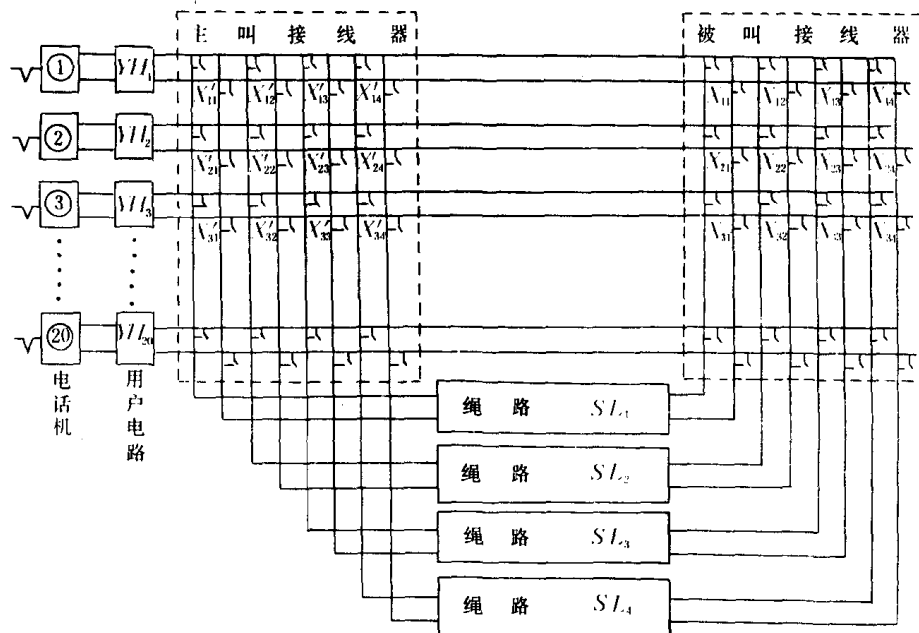 主 叫 接 线 器
被 叫 接 线 器
① YH₁
X'₁₁ X'₁₂ X'₁₃ X'₁₄
X₁₁ X₁₂ X₁₃ X₁₄
② YH₂
X'₂₁ X'₂₂ X'₂₃ X'₂₄
X₂₁ X₂₂ X₂₃ X₂₄
③ YH₃
X'₃₁ X'₃₂ X'₃₃ X'₃₄
X₃₁ X₃₂ X₃₃ X₃₄
⑳ YH₂₀
电话机
用户电路
绳 路 SL₁
绳 路 SL₂
绳 路 SL₃
绳 路 SL₄